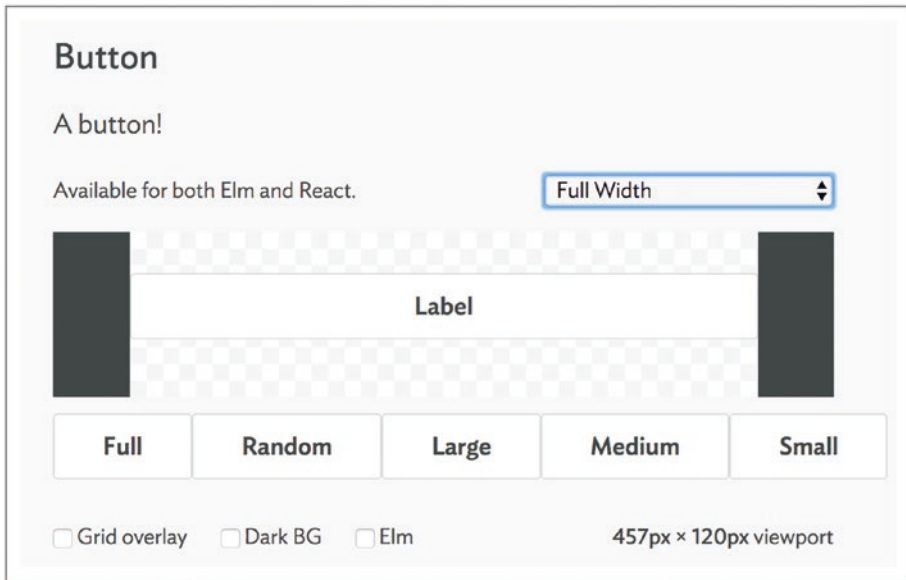 Button
A button!
Available for both Elm and React. Full Width
Label
Full Random Large Medium Small
Grid overlay Dark BG Elm 457px × 120px viewport